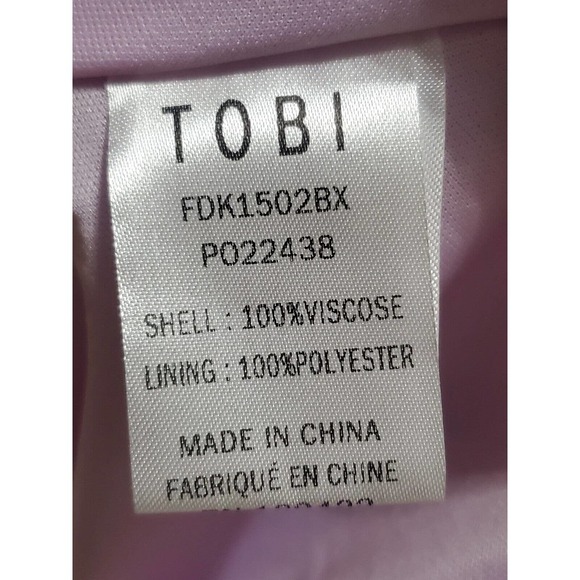 TOBI
FDK1502BX
PO22438
SHELL : 100%VISCOSE
LINING : 100%POLYESTER
MADE IN CHINA
FABRIQUÉ EN CHINE